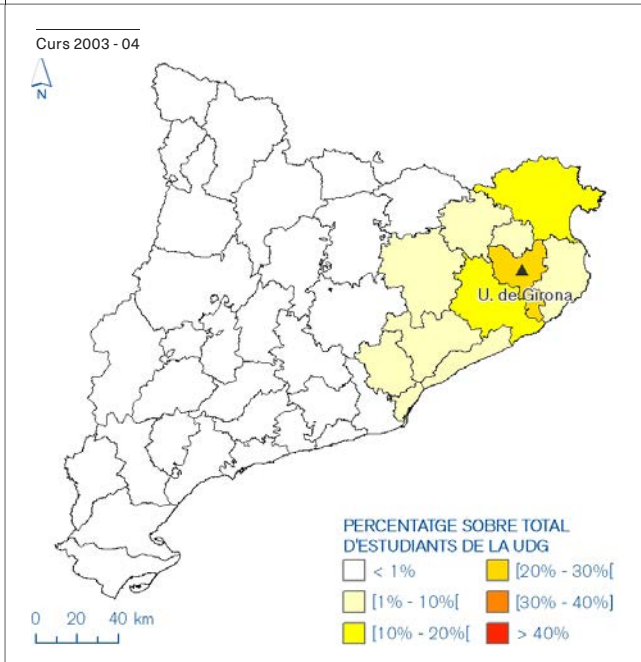 Curs 2003 - 04
N
U. de Girona
PERCENTATGE SOBRE TOTAL
D'ESTUDIANTS DE LA UDG
< 1% [20% - 30%[
[1% - 10%[ [30% - 40%]
[10% - 20%[ > 40%
0 20 40 km